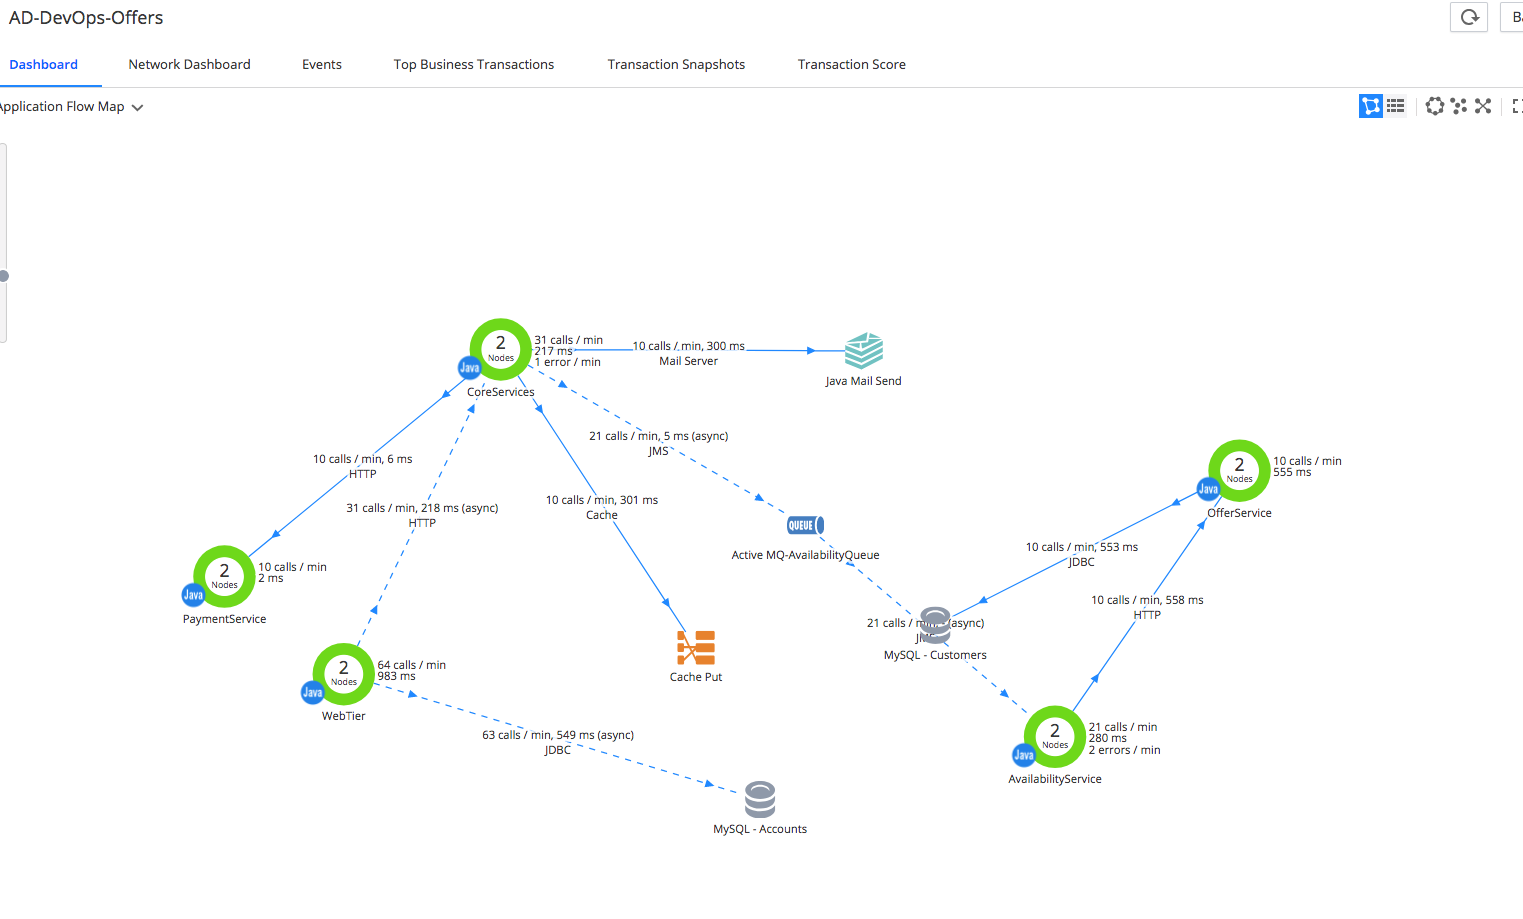 AD-DevOps-Offers
Dashboard
Network Dashboard
Events
Top Business Transactions
Transaction Snapshots
Transaction Score
Application Flow Map
2
Nodes
Java
CoreServices
31 calls / min
217 ms
1 error / min
10 calls / min, 300 ms
Mail Server
Java Mail Send
21 calls / min, 5 ms (async)
JMS
10 calls / min, 6 ms
HTTP
31 calls / min, 218 ms (async)
HTTP
10 calls / min, 301 ms
Cache
2
Nodes
Java
OfferService
10 calls / min
555 ms
QUEUE
Active MQ-AvailabilityQueue
10 calls / min, 553 ms
JDBC
2
Nodes
Java
PaymentService
10 calls / min
2 ms
10 calls / min, 558 ms
HTTP
21 calls / (async)
MySQL - Customers
2
Nodes
Java
WebTier
64 calls / min
983 ms
Cache Put
63 calls / min, 549 ms (async)
JDBC
2
Nodes
Java
AvailabilityService
21 calls / min
280 ms
2 errors / min
MySQL - Accounts